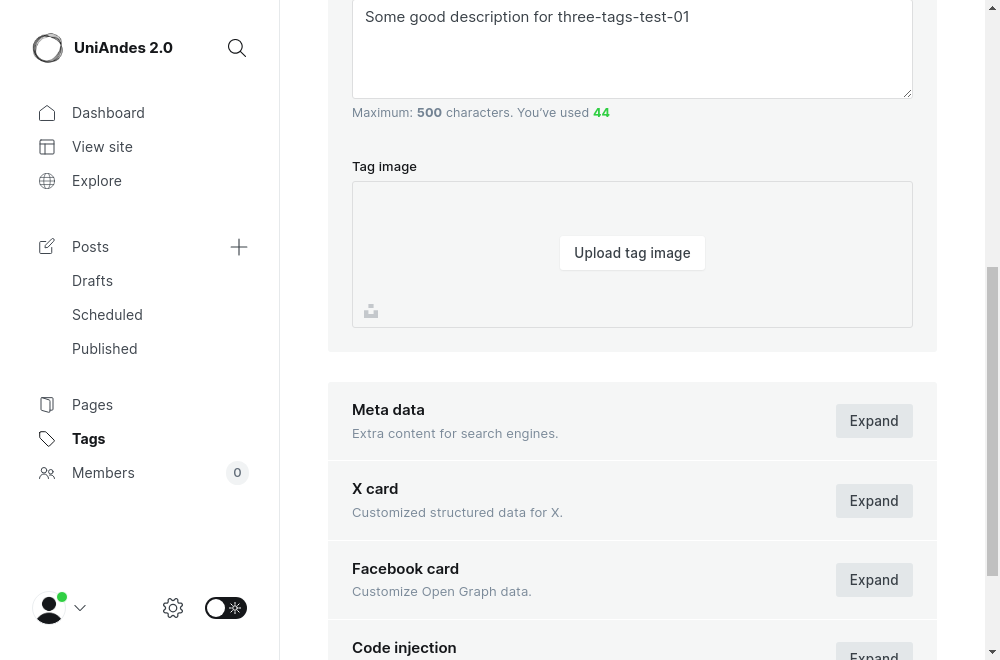 UniAndes 2.0
Dashboard
View site
Explore
Posts
Drafts
Scheduled
Published
Pages
Tags
Members 0
Some good description for three-tags-test-01
Maximum: 500 characters. You’ve used 44
Tag image
Upload tag image
Meta data
Extra content for search engines.
Expand
X card
Customized structured data for X.
Expand
Facebook card
Customize Open Graph data.
Expand
Code injection
Expand